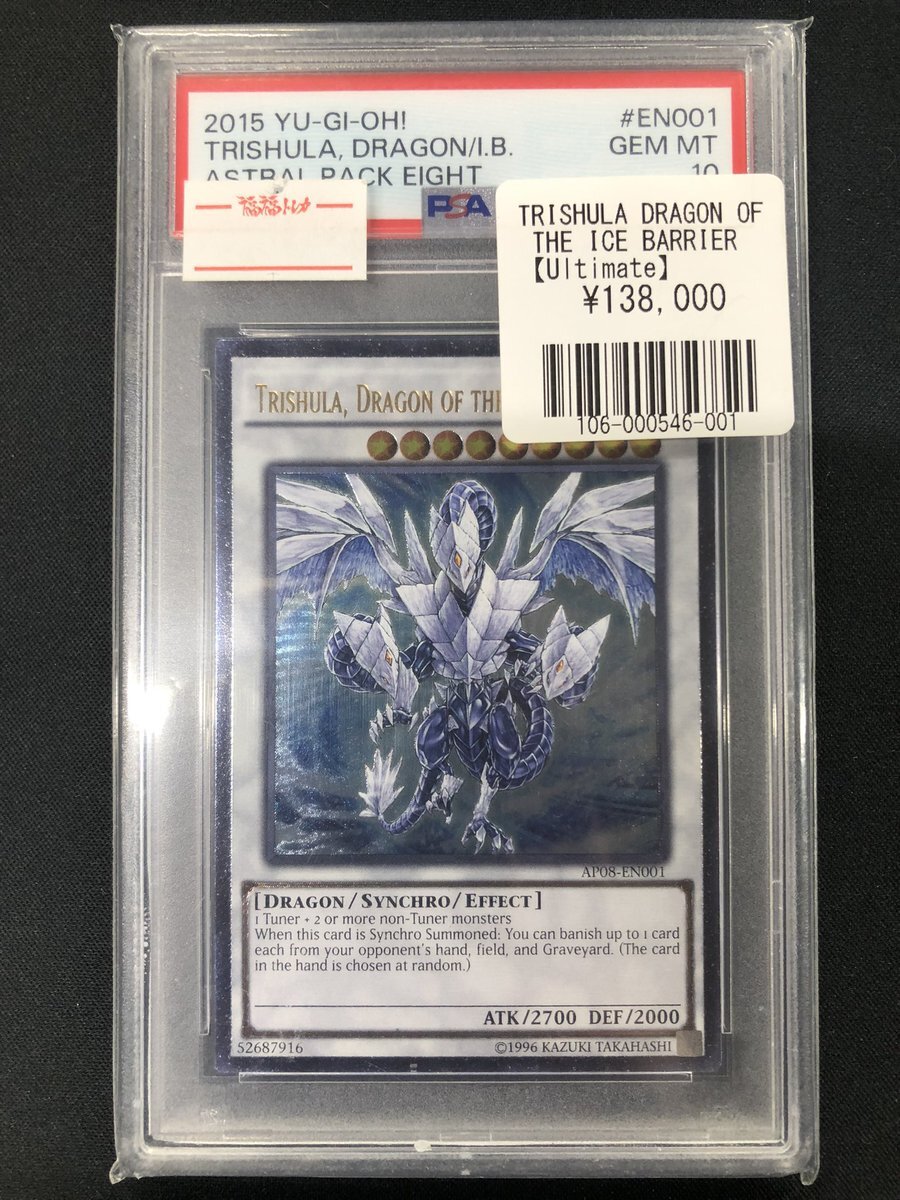 2015 YU-GI-OH!
#EN001
TRISHULA, DRAGON/I.B.
GEM MT
ASTRAL PACK EIGHT
10
福福トレカ
PSA
TRISHULA DRAGON OF
THE ICE BARRIER
【Ultimate】
¥138,000
106-000546-001
TRISHULA, DRAGON OF THE
AP08-EN001
[DRAGON/SYNCHRO/EFFECT]
1 Tuner + 2 or more non-Tuner monsters
When this card is Synchro Summoned: You can banish up to 1 card
each from your opponent's hand, field, and Graveyard. (The card
in the hand is chosen at random.)
ATK/2700 DEF/2000
52687916
©1996 KAZUKI TAKAHASHI